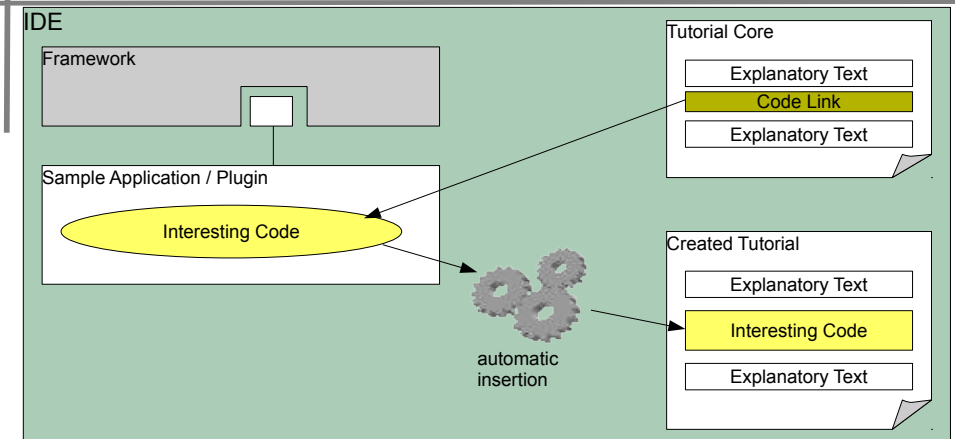 IDE
Framework
Sample Application / Plugin
Interesting Code
Tutorial Core
Explanatory Text
Code Link
Explanatory Text
automatic
insertion
Created Tutorial
Explanatory Text
Interesting Code
Explanatory Text